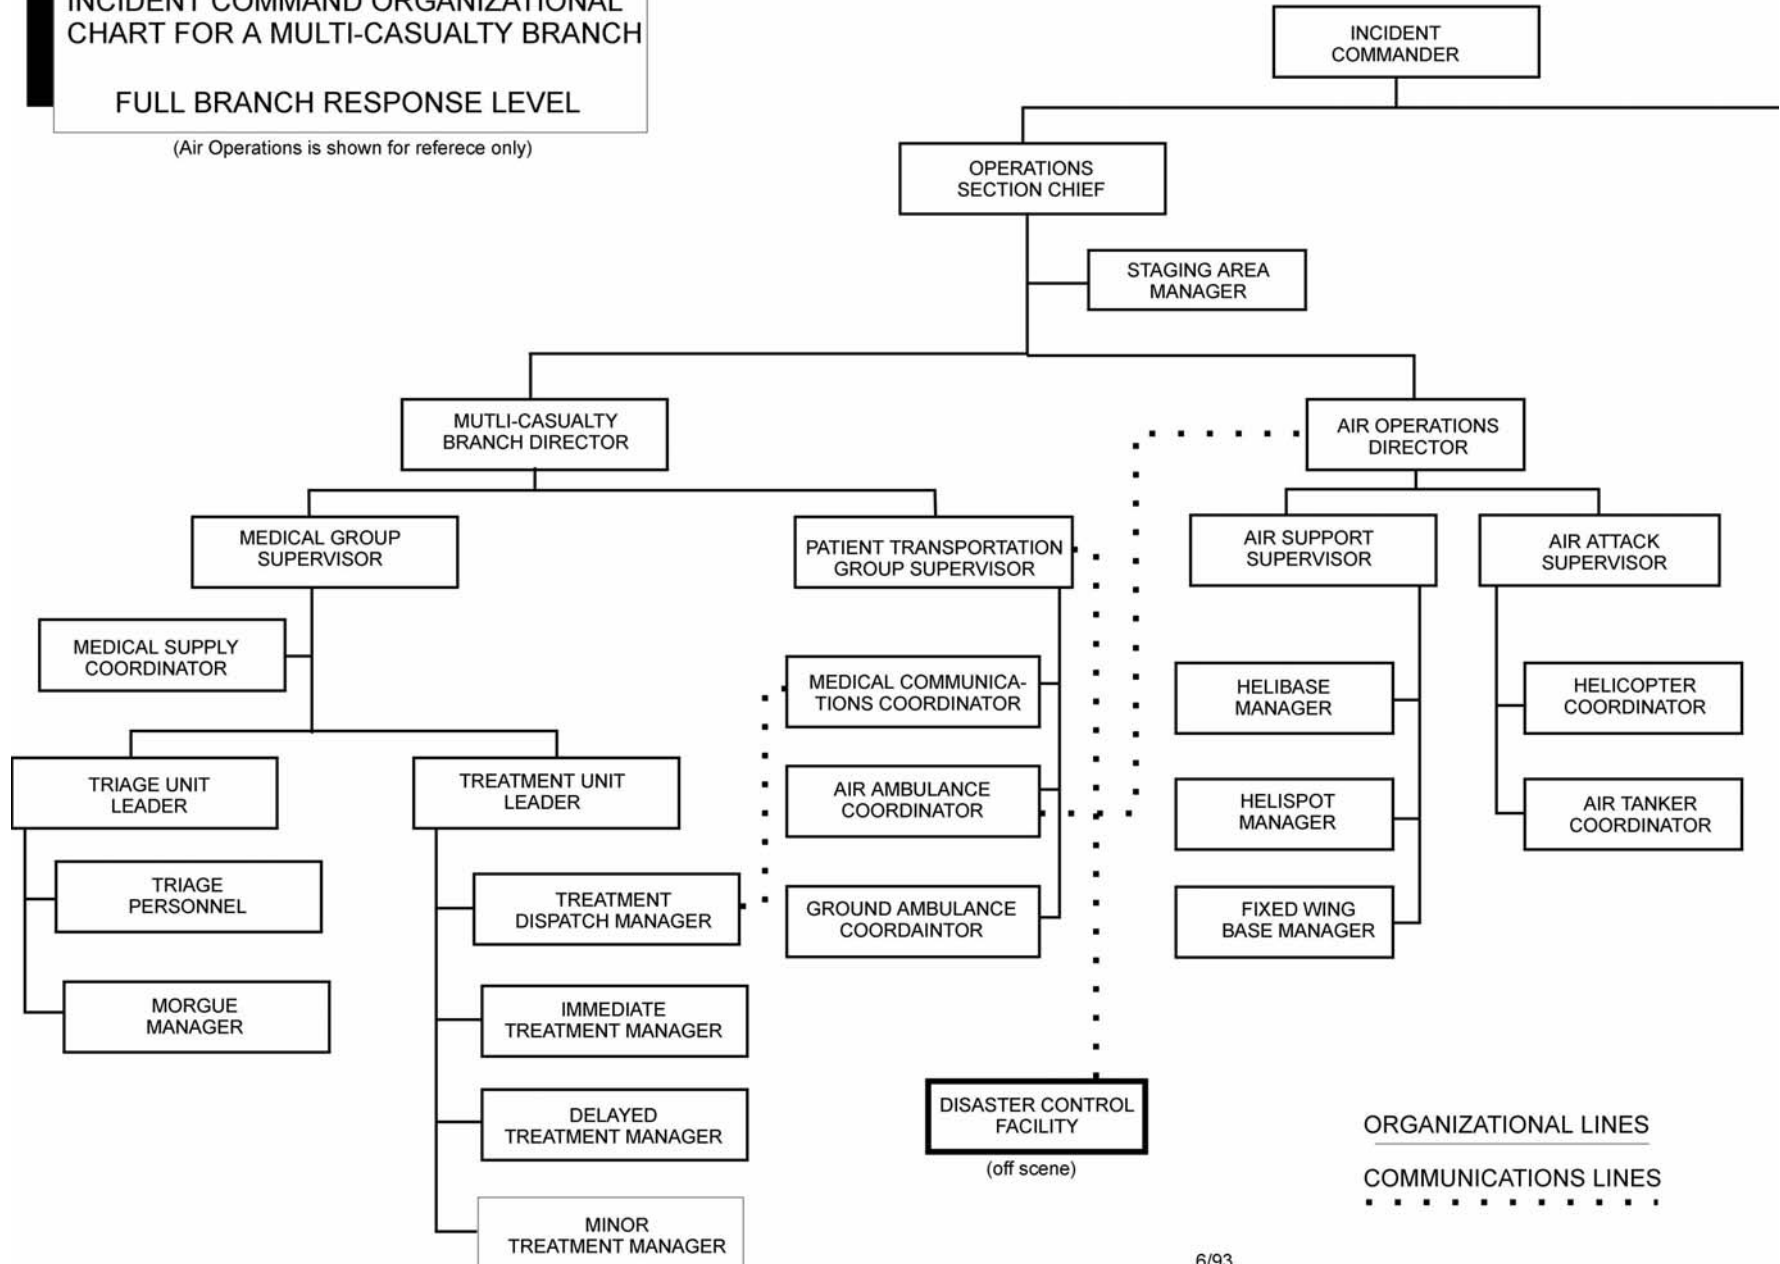 INCIDENT COMMAND ORGANIZATIONAL
CHART FOR A MULTI-CASUALTY BRANCH
FULL BRANCH RESPONSE LEVEL
(Air Operations is shown for referece only)
INCIDENT
COMMANDER
OPERATIONS
SECTION CHIEF
STAGING AREA
MANAGER
MUTLI-CASUALTY
BRANCH DIRECTOR
AIR OPERATIONS
DIRECTOR
MEDICAL GROUP
SUPERVISOR
PATIENT TRANSPORTATION
GROUP SUPERVISOR
AIR SUPPORT
SUPERVISOR
AIR ATTACK
SUPERVISOR
MEDICAL SUPPLY
COORDINATOR
MEDICAL COMMUNICA-
TIONS COORDINATOR
HELIBASE
MANAGER
HELICOPTER
COORDINATOR
TRIAGE UNIT
LEADER
TREATMENT UNIT
LEADER
AIR AMBULANCE
COORDINATOR
HELISPOT
MANAGER
AIR TANKER
COORDINATOR
TRIAGE
PERSONNEL
TREATMENT
DISPATCH MANAGER
GROUND AMBULANCE
COORDAINTOR
FIXED WING
BASE MANAGER
MORGUE
MANAGER
IMMEDIATE
TREATMENT MANAGER
DELAYED
TREATMENT MANAGER
DISASTER CONTROL
FACILITY
(off scene)
ORGANIZATIONAL LINES
COMMUNICATIONS LINES
MINOR
TREATMENT MANAGER
6/93